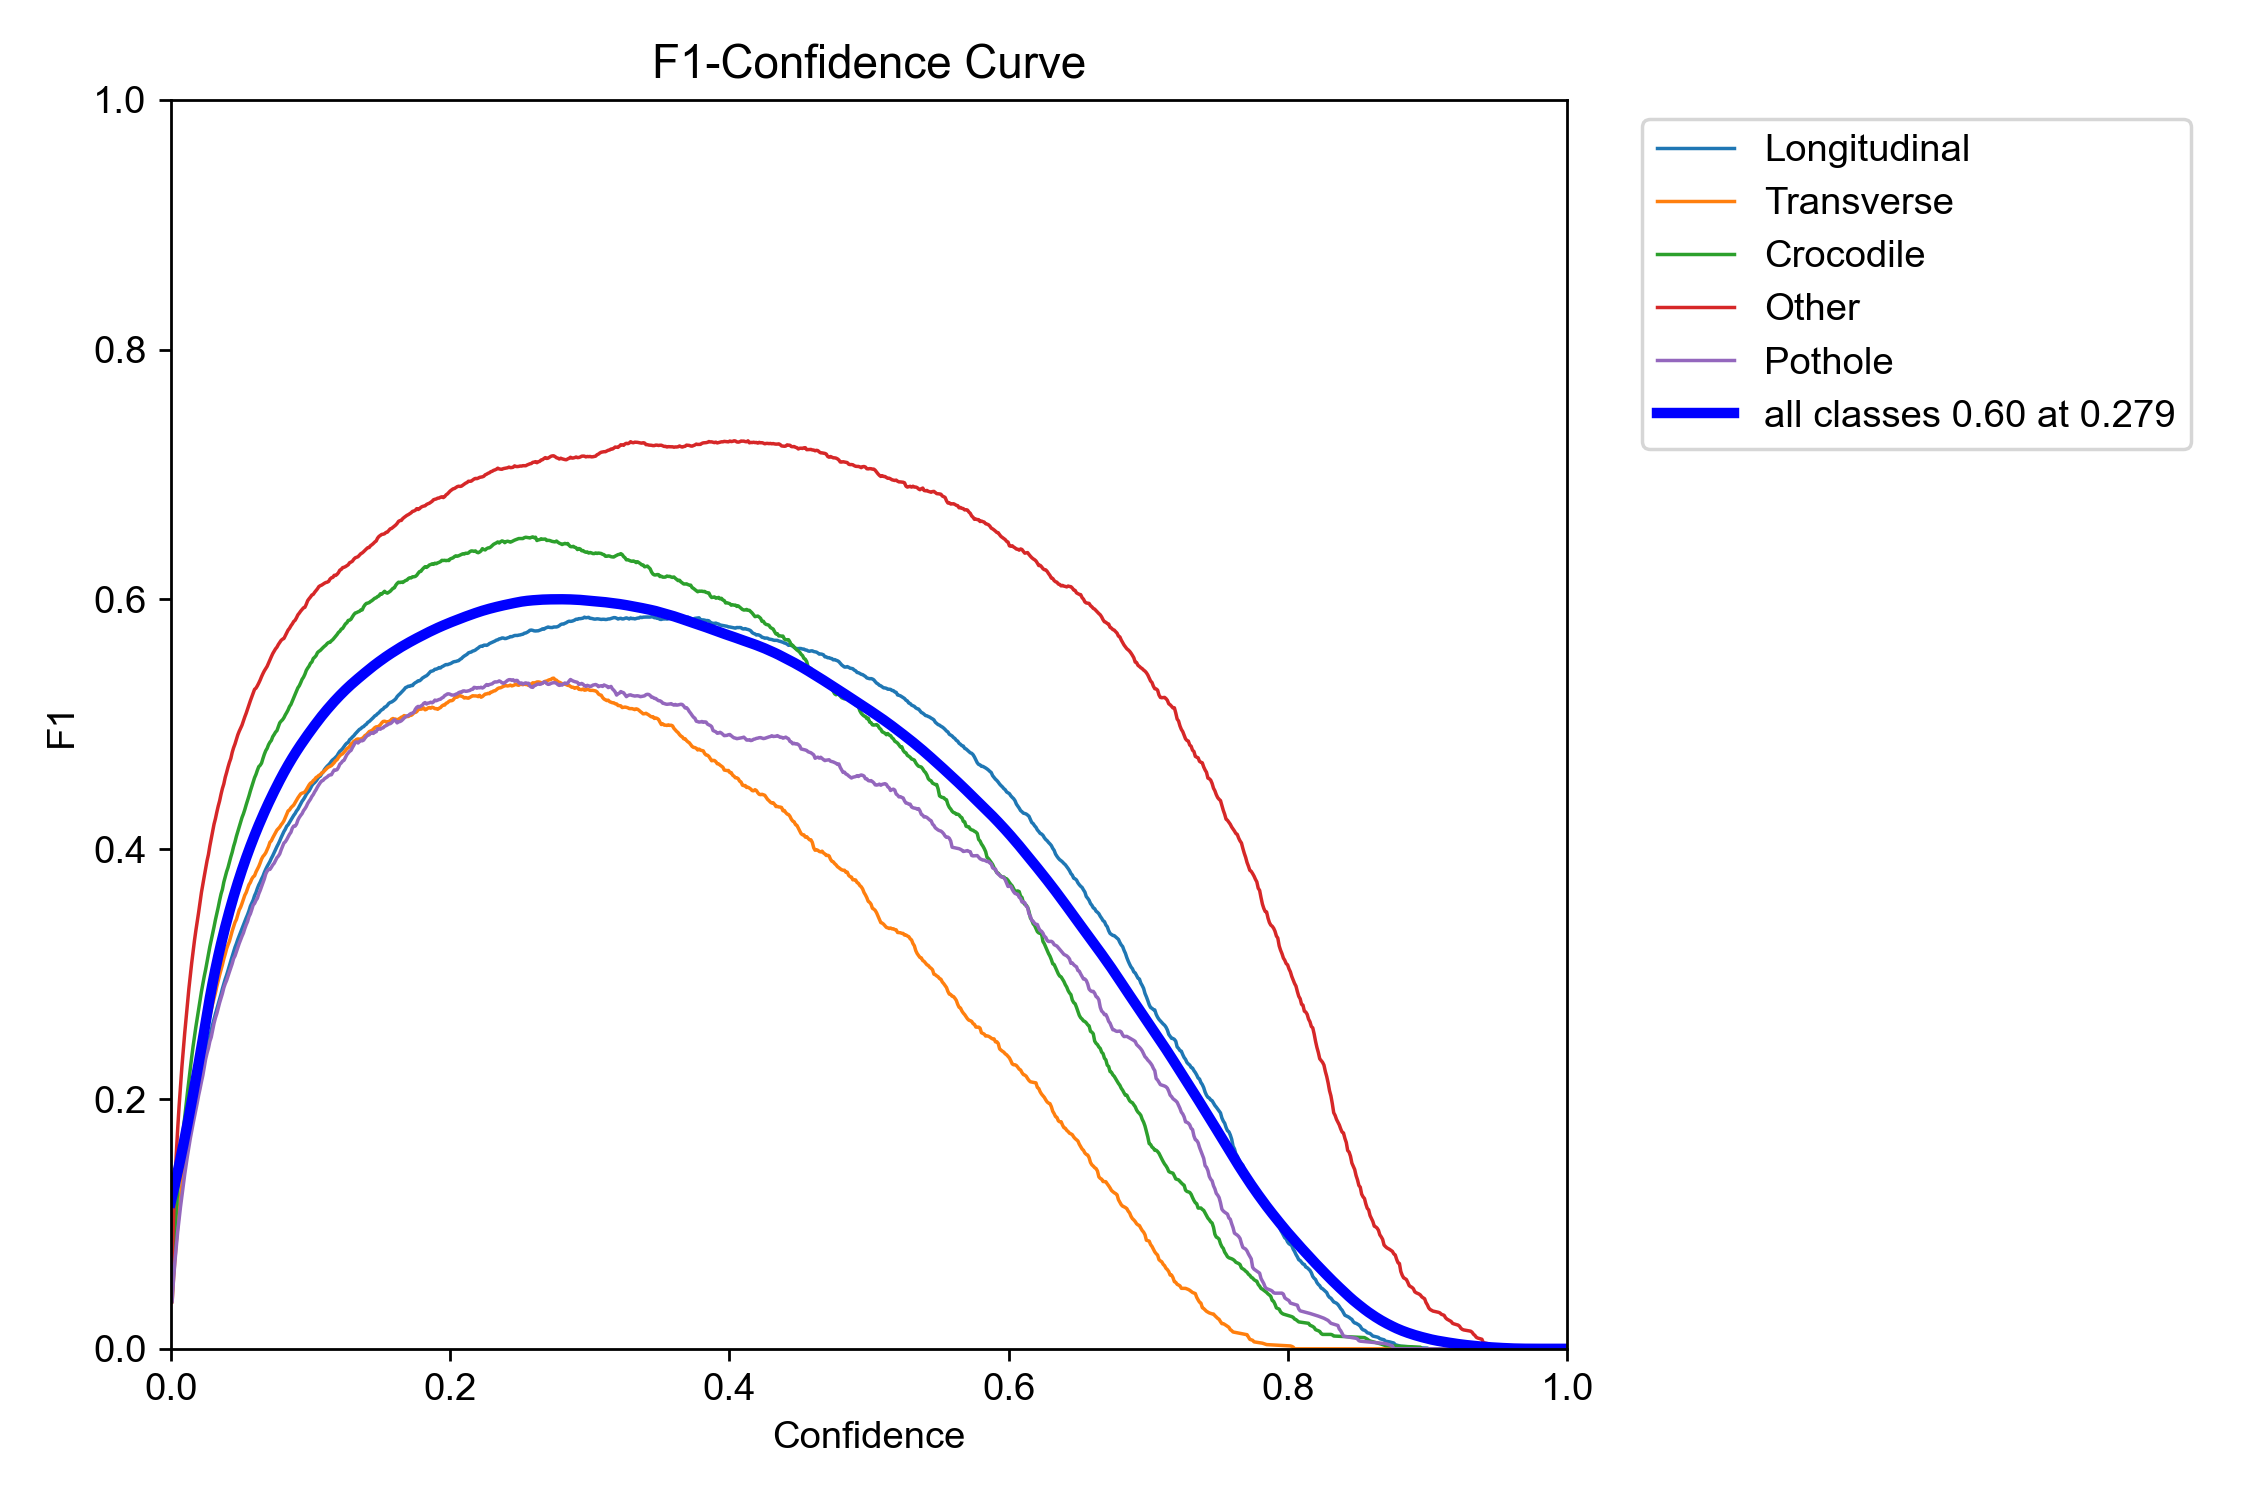 F1-Confidence Curve
1.0
0.8
0.6
0.4
0.2
0.0
F1
0.0 0.2 0.4 0.6 0.8 1.0
Confidence
Longitudinal
Transverse
Crocodile
Other
Pothole
all classes 0.60 at 0.279